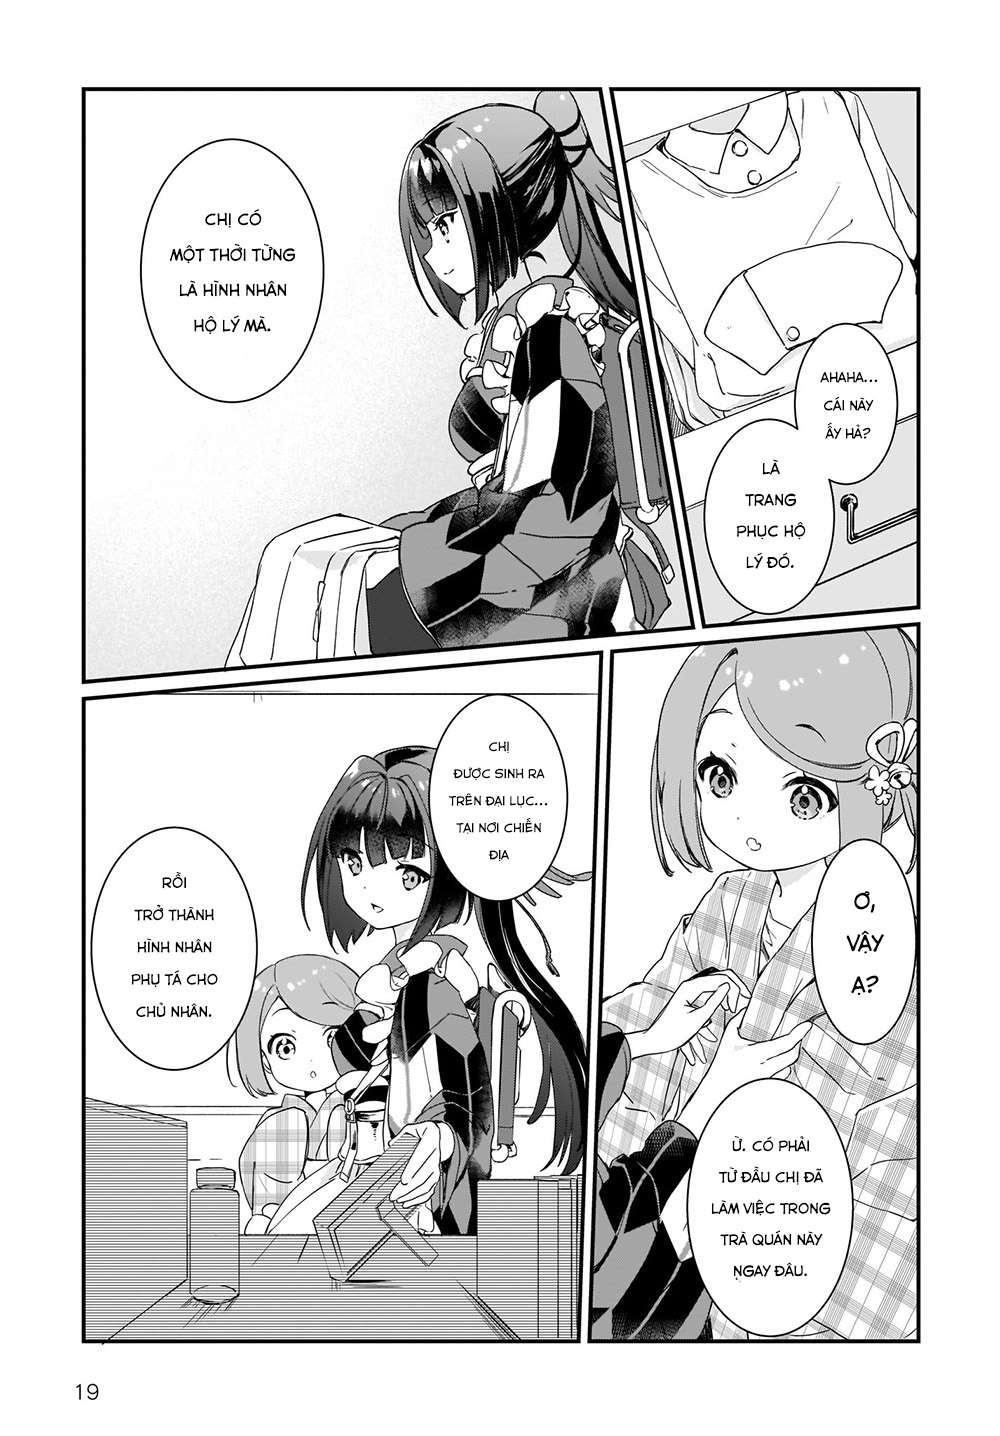 AHAHA...
CÁI NÀY
ẤY HẢ?
LÀ
TRANG
PHỤC HỘ
LÝ ĐÓ.
CHỊ CÓ
MỘT THỜI TỪNG
LÀ HÌNH NHÂN
HỘ LÝ MÀ.
Ơ,
VẬY
Ạ?
Ừ. CÓ PHẢI
TỪ ĐẦU CHỊ ĐÃ
LÀM VIỆC TRONG
TRÀ QUÁN NÀY
NGAY ĐÂU.
CHỊ
ĐƯỢC SINH RA
TRÊN ĐẠI LỤC...
TẠI NƠI CHIẾN
ĐỊA
RỒI
TRỞ THÀNH
HÌNH NHÂN
PHỤ TÁ CHO
CHỦ NHÂN.
19